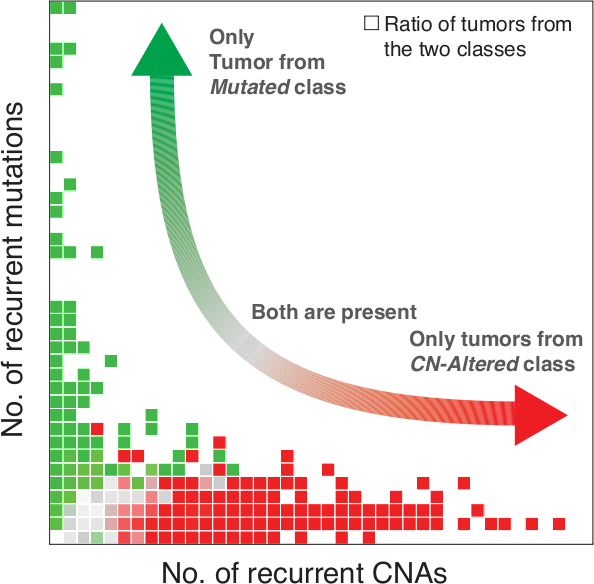 Only
Tumor from
Mutated class
Ratio of tumors from
the two classes
No. of recurrent mutations
Both are present
Only tumors from
CN-Altered class
No. of recurrent CNAs